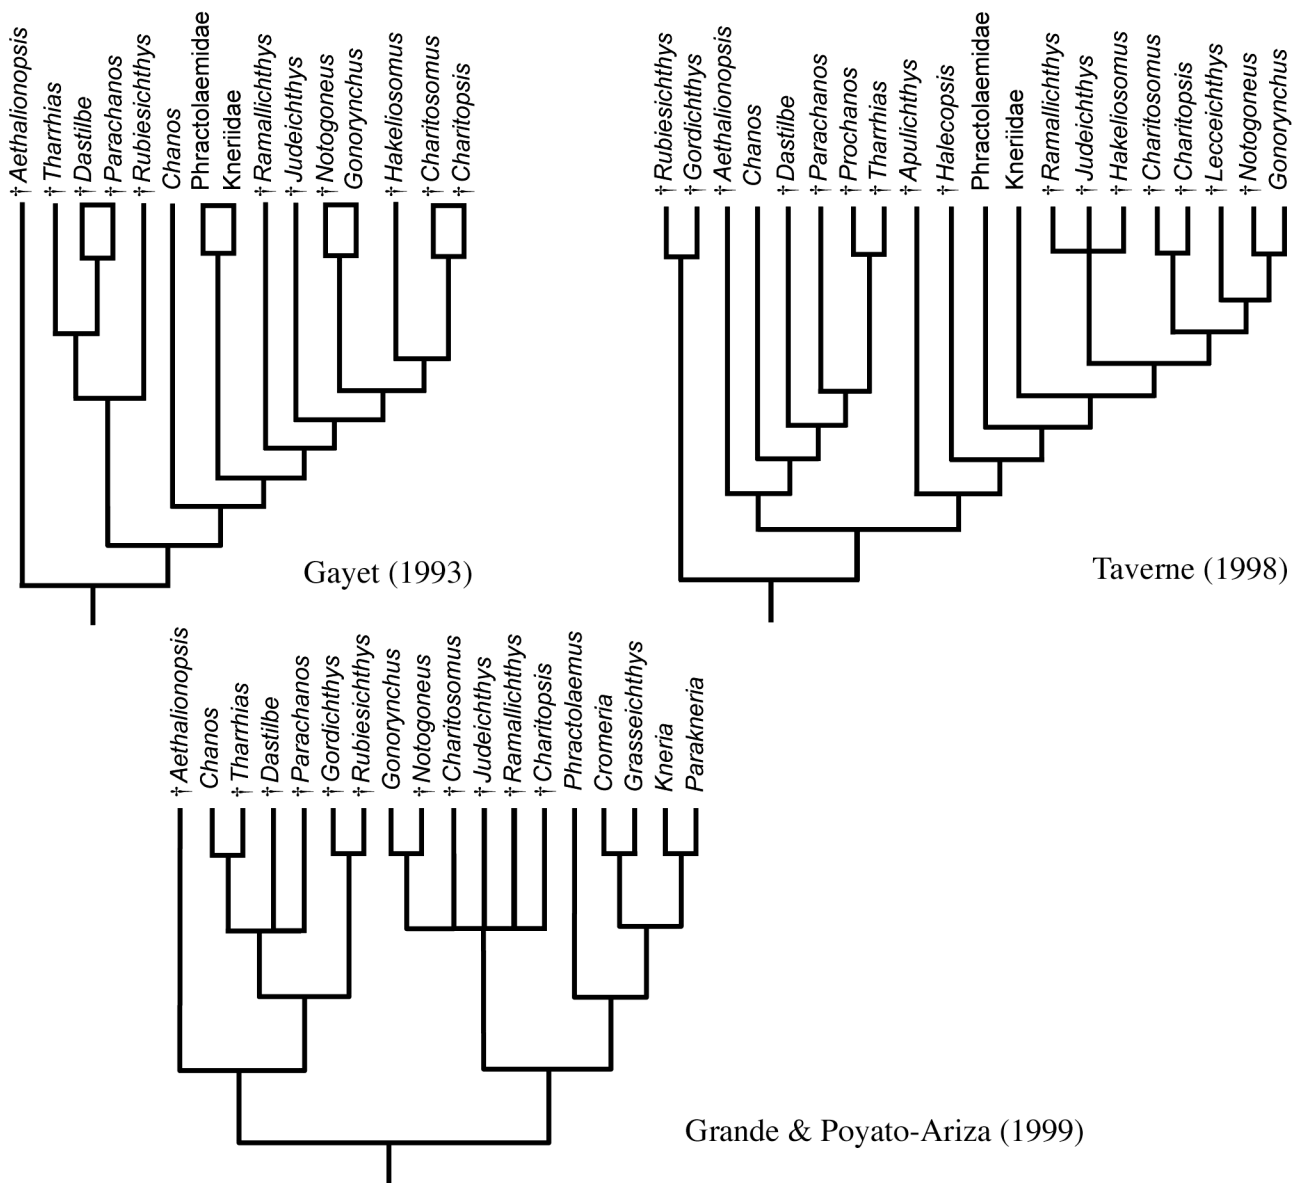 † Aethalionopsis
† Tharrhias
† Dastilbe
† Parachanos
† Rubiesichthys
Chanos
Phractolaemidae
Kneriidae
† Ramallichthys
† Judeichthys
† Notogoneus
Gonorynchus
† Hakeliosomus
† Charitosomus
† Charitopsis
Gayet (1993)
† Rubiesichthys
† Gordichthys
† Aethalionopsis
Chanos
† Dastilbe
† Parachanos
† Prochanos
† Tharrhias
† Apulichthys
† Halecopsis
Phractolaemidae
Kneriidae
† Ramallichthys
† Judeichthys
† Hakeliosomus
† Charitosomus
† Charitopsis
† Lecceichthys
† Notogoneus
Gonorynchus
Taverne (1998)
† Aethalionopsis
Chanos
† Tharrhias
† Dastilbe
† Parachanos
† Gordichthys
† Rubiesichthys
Gonorynchus
† Notogoneus
† Charitosomus
† Judeichthys
† Ramallichthys
† Charitopsis
Phractolaemus
Cromeria
Grasseichthys
Kneria
Parakneria
Grande & Poyato-Ariza (1999)